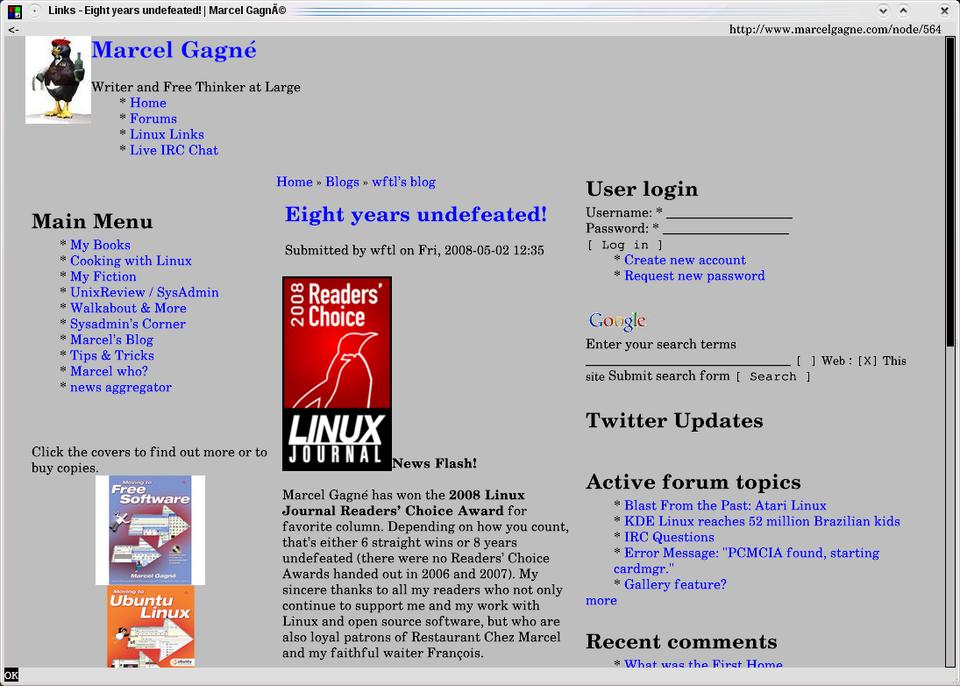 Links - Eight years undefeated! | Marcel GagnÃ©
<-
http://www.marcelgagne.com/node/564
Marcel Gagné
Writer and Free Thinker at Large
* Home
* Forums
* Linux Links
* Live IRC Chat
Main Menu
* My Books
* Cooking with Linux
* My Fiction
* UnixReview / SysAdmin
* Walkabout & More
* Sysadmin's Corner
* Marcel's Blog
* Tips & Tricks
* Marcel who?
* news aggregator
Click the covers to find out more or to
buy copies.
Moving to
Free
Software
Marcel Gagné
Moving to
Ubuntu
Linux
ubuntu
Home » Blogs » wftl's blog
Eight years undefeated!
Submitted by wftl on Fri, 2008-05-02 12:35
2008 Readers'
Choice
LINUX
JOURNAL
News Flash!
Marcel Gagné has won the 2008 Linux
Journal Readers' Choice Award for
favorite column. Depending on how you count,
that's either 6 straight wins or 8 years
undefeated (there were no Readers' Choice
Awards handed out in 2006 and 2007). My
sincere thanks to all my readers who not only
continue to support me and my work with
Linux and open source software, but who are
also loyal patrons of Restaurant Chez Marcel
and my faithful waiter François.
User login
Username: * ____________________
Password: * ____________________
[ Log in ]
* Create new account
* Request new password
Google
Enter your search terms
______________________________ [ ] Web : [X] This
site Submit search form [ Search ]
Twitter Updates
Active forum topics
* Blast From the Past: Atari Linux
* KDE Linux reaches 52 million Brazilian kids
* IRC Questions
* Error Message: "PCMCIA found, starting
cardmgr."
* Gallery feature?
more
Recent comments
* What was the First Home
OK